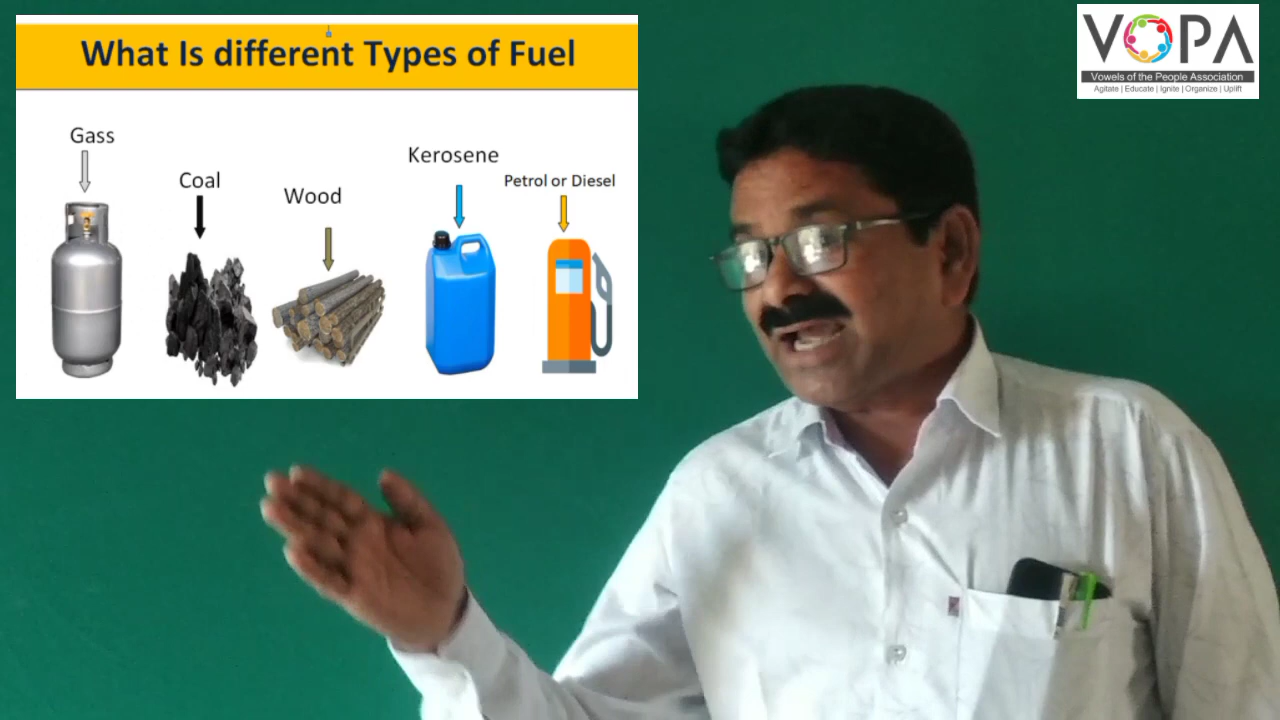 What Is different Types of Fuel
Gass
Coal
Wood
Kerosene
Petrol or Diesel
VOPA
Vowels of the People Association
Agitate | Educate | Ignite | Organize | Uplift